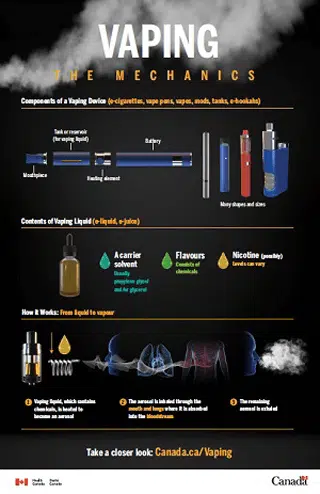 VAPING
THE MECHANICS
Components of a Vaping Device (e-cigarettes, vape pens, vapes, mods, tanks, e-hookahs)
Tank or reservoir
(for vaping liquid)
Battery
Mouthpiece
Heating element
Many shapes and sizes
Contents of Vaping Liquid (e-liquid, e-juice)
A carrier
solvent
Usually
propylene glycol
and/or glycerol
Flavours
Consists of
chemicals
Nicotine (possibly)
Levels can vary
How it Works: From liquid to vapour
1 Vaping liquid, which contains
chemicals, is heated to
become an aerosol
2 The aerosol is inhaled through the
mouth and lungs where it is absorbed
into the bloodstream
3 The remaining
aerosol is exhaled
Take a closer look: Canada.ca/Vaping
Health
Canada
Santé
Canada
Canada